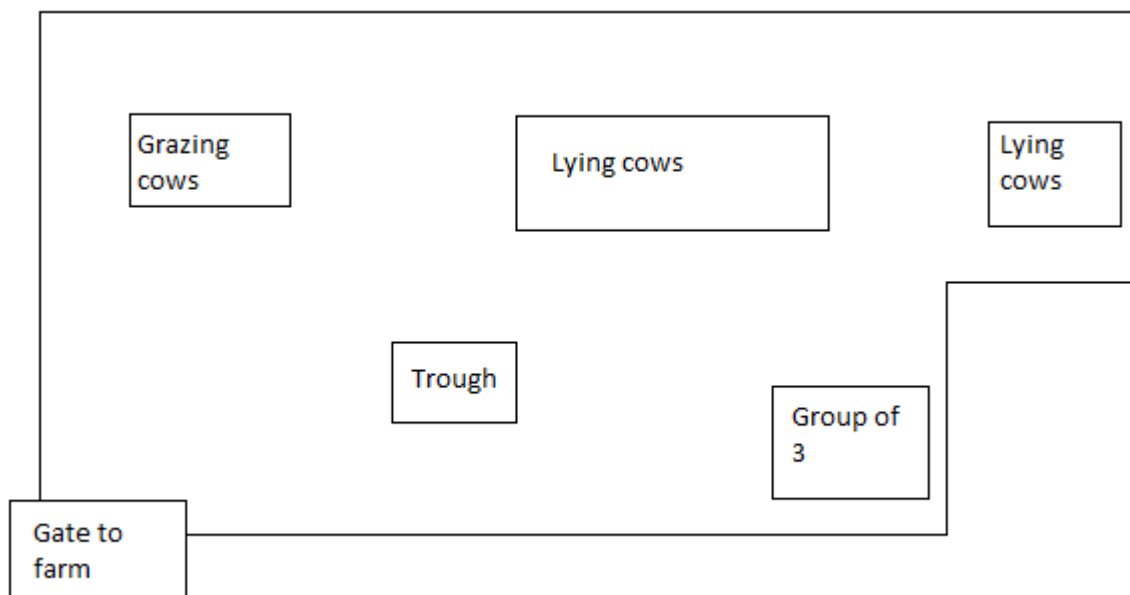 Grazing
cows
Lying cows
Lying
cows
Trough
Group of
3
Gate to
farm